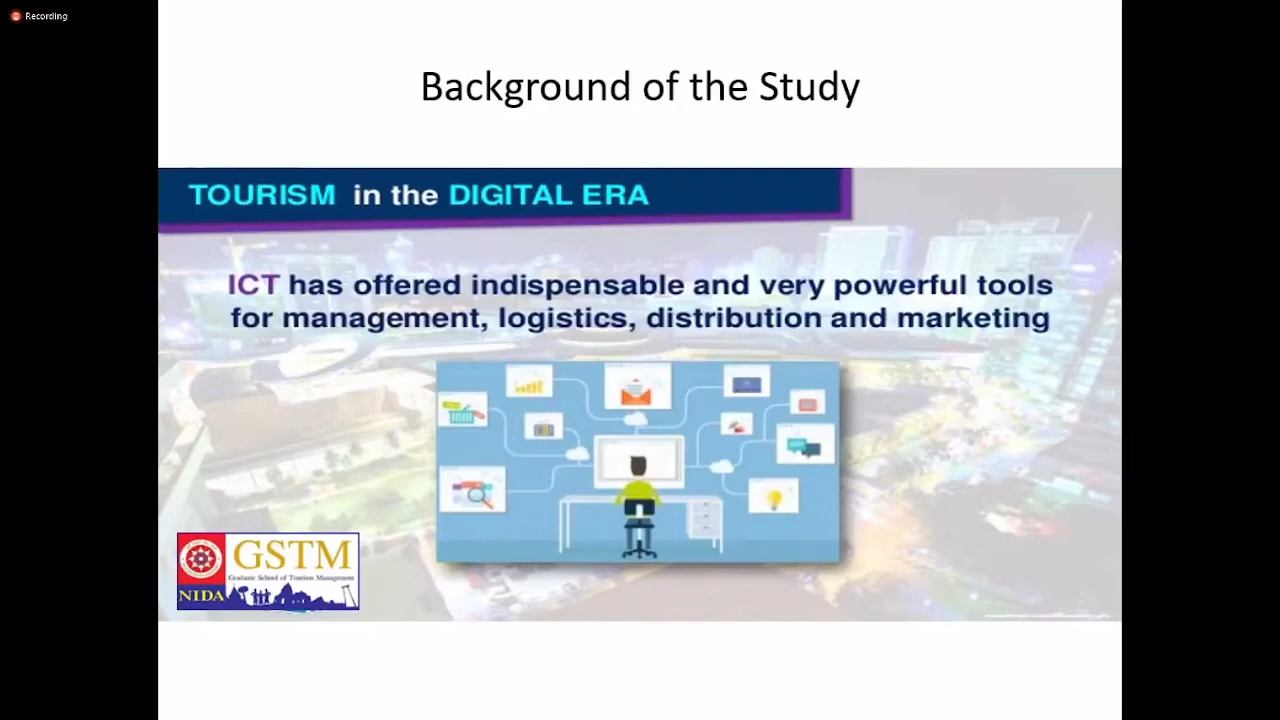 Recording
Background of the Study
TOURISM in the DIGITAL ERA
ICT has offered indispensable and very powerful tools
for management, logistics, distribution and marketing
GSTM
Graduate School of Tourism Management
NIDA